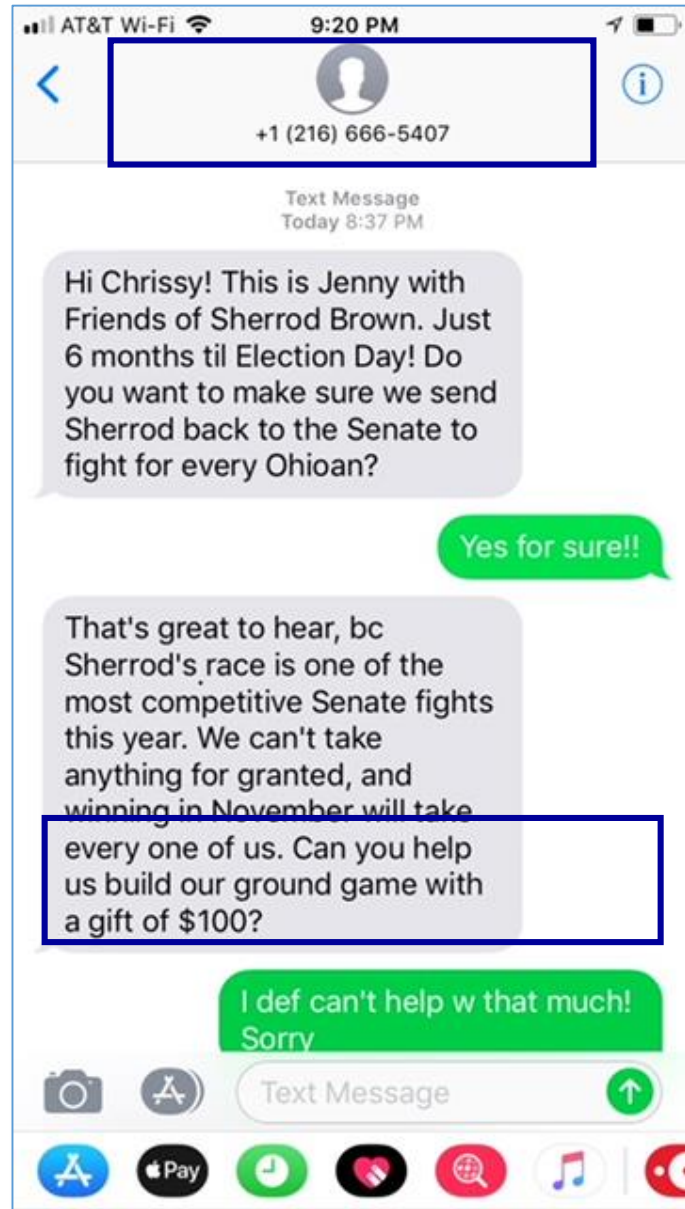 AT&T Wi-Fi 9:20 PM
+1 (216) 666-5407
Text Message
Today 8:37 PM
Hi Chrissy! This is Jenny with
Friends of Sherrod Brown. Just
6 months til Election Day! Do
you want to make sure we send
Sherrod back to the Senate to
fight for every Ohioan?
Yes for sure!!
That's great to hear, bc
Sherrod's race is one of the
most competitive Senate fights
this year. We can't take
anything for granted, and
winning in November will take
every one of us. Can you help
us build our ground game with
a gift of $100?
I def can't help w that much!
Sorry
Text Message
Pay